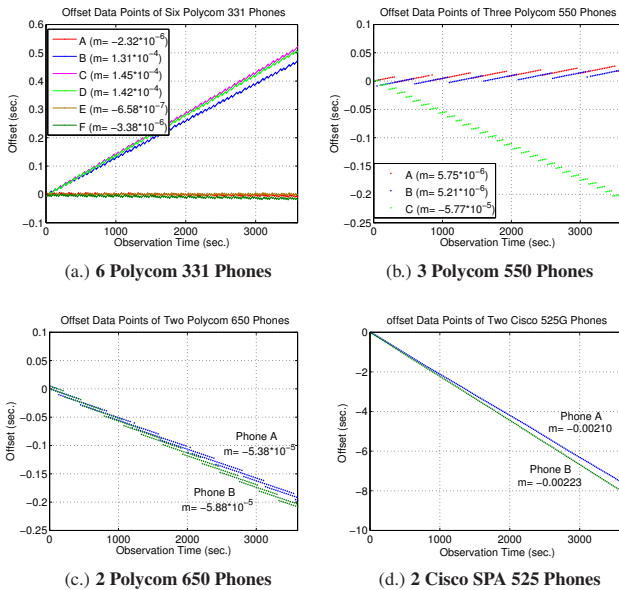 Offset Data Points of Six Polycom 331 Phones
0.6
0.5
0.4
0.3
0.2
0.1
0
−0.1
Offset (sec.)
A (m= −2.32*10⁻⁶)
B (m= 1.31*10⁻⁴)
C (m= 1.45*10⁻⁴)
D (m= 1.42*10⁻⁴)
E (m= −6.58*10⁻⁷)
F (m= −3.38*10⁻⁶)
0 1000 2000 3000
Observation Time (sec.)
(a.) 6 Polycom 331 Phones
Offset Data Points of Three Polycom 550 Phones
0.1
0.05
0
−0.05
−0.1
−0.15
−0.2
−0.25
Offset (sec.)
A (m= 5.75*10⁻⁶)
B (m= 5.21*10⁻⁶)
C (m= −5.77*10⁻⁵)
0 1000 2000 3000
Observation Time (sec.)
(b.) 3 Polycom 550 Phones
Offset Data Points of Two Polycom 650 Phones
0.1
0.05
0
−0.05
−0.1
−0.15
−0.2
−0.25
Offset (sec.)
Phone A
m= −5.38*10⁻⁵
Phone B
m= −5.88*10⁻⁵
0 1000 2000 3000
Observation Time (sec.)
(c.) 2 Polycom 650 Phones
offset Data Points of Two Cisco 525G Phones
0
−2
−4
−6
−8
−10
Offset (sec.)
Phone A
m= −0.00210
Phone B
m= −0.00223
0 1000 2000 3000
Observation Time (sec.)
(d.) 2 Cisco SPA 525 Phones